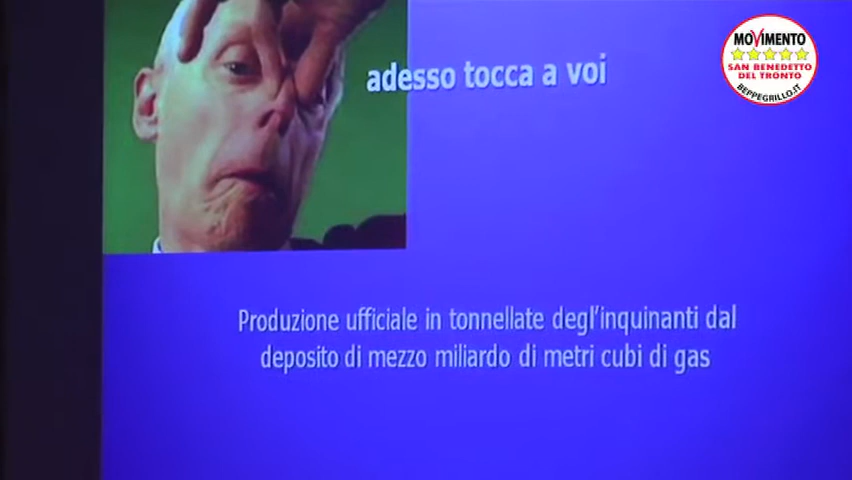 adesso tocca a voi
MOVIMENTO
SAN BENEDETTO
DEL TRONTO
BEPPEGRILLO.IT
Produzione ufficiale in tonnellate degl'inquinanti dal
deposito di mezzo miliardo di metri cubi di gas